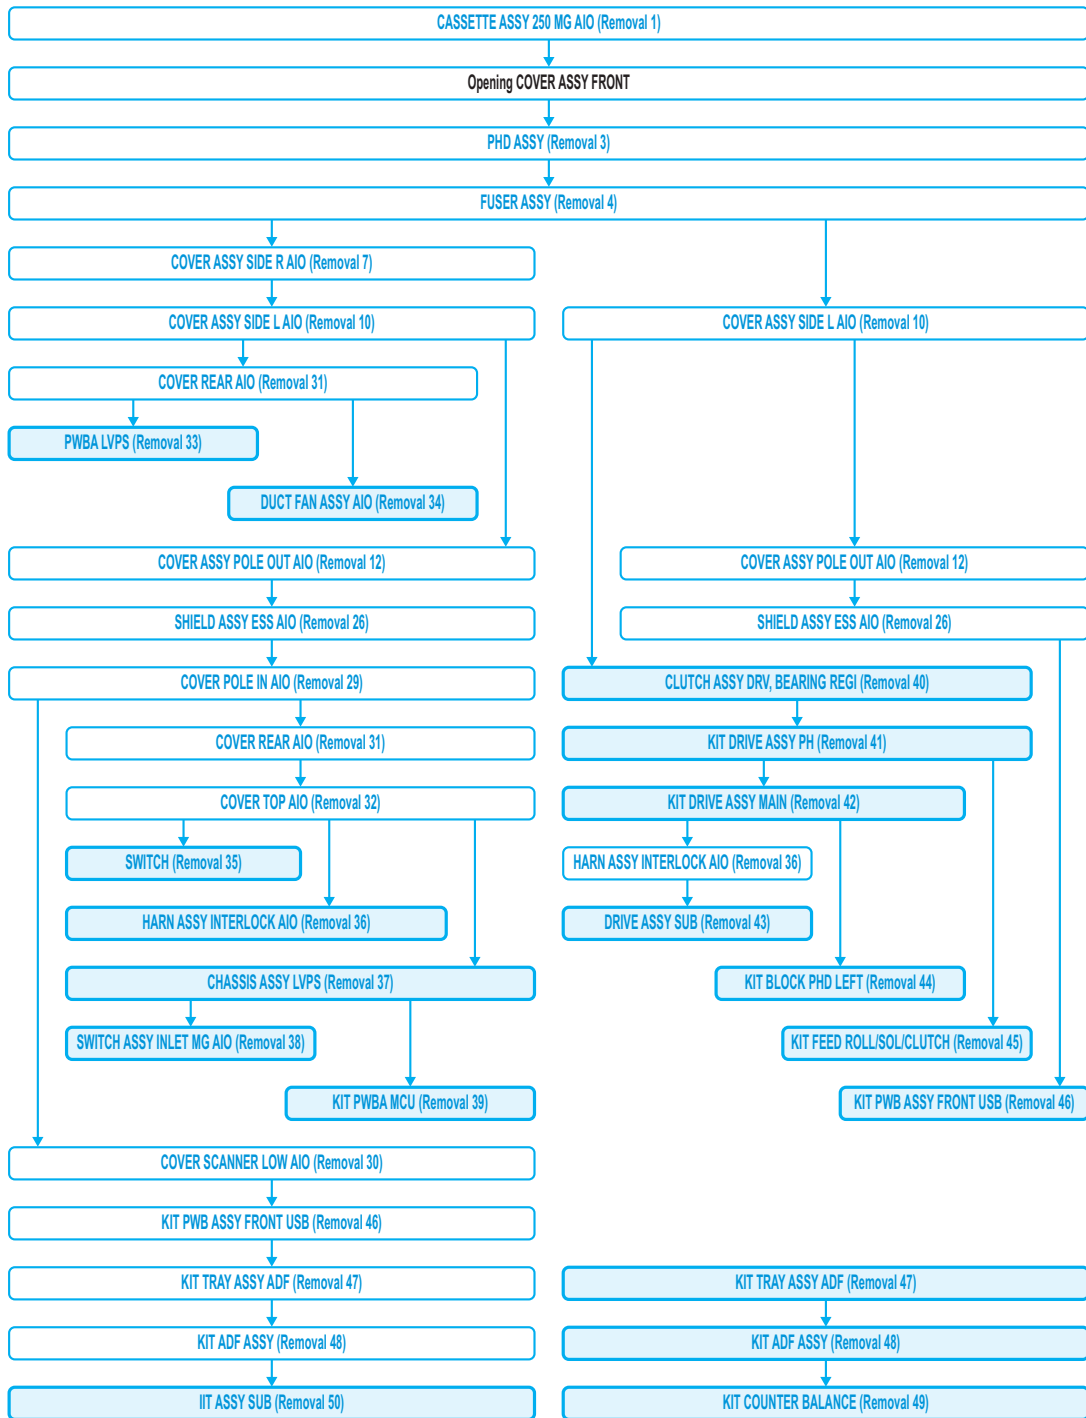 CASSETTE ASSY 250 MG AIO (Removal 1)
Opening COVER ASSY FRONT
PHD ASSY (Removal 3)
FUSER ASSY (Removal 4)
COVER ASSY SIDE R AIO (Removal 7)
COVER ASSY SIDE L AIO (Removal 10)
COVER ASSY SIDE L AIO (Removal 10)
COVER REAR AIO (Removal 31)
PWBA LVPS (Removal 33)
DUCT FAN ASSY AIO (Removal 34)
COVER ASSY POLE OUT AIO (Removal 12)
COVER ASSY POLE OUT AIO (Removal 12)
SHIELD ASSY ESS AIO (Removal 26)
SHIELD ASSY ESS AIO (Removal 26)
COVER POLE IN AIO (Removal 29)
CLUTCH ASSY DRV, BEARING REGI (Removal 40)
COVER REAR AIO (Removal 31)
KIT DRIVE ASSY PH (Removal 41)
COVER TOP AIO (Removal 32)
KIT DRIVE ASSY MAIN (Removal 42)
SWITCH (Removal 35)
HARN ASSY INTERLOCK AIO (Removal 36)
HARN ASSY INTERLOCK AIO (Removal 36)
DRIVE ASSY SUB (Removal 43)
CHASSIS ASSY LVPS (Removal 37)
KIT BLOCK PHD LEFT (Removal 44)
SWITCH ASSY INLET MG AIO (Removal 38)
KIT FEED ROLL/SOL/CLUTCH (Removal 45)
KIT PWBA MCU (Removal 39)
KIT PWB ASSY FRONT USB (Removal 46)
COVER SCANNER LOW AIO (Removal 30)
KIT PWB ASSY FRONT USB (Removal 46)
KIT TRAY ASSY ADF (Removal 47)
KIT TRAY ASSY ADF (Removal 47)
KIT ADF ASSY (Removal 48)
KIT ADF ASSY (Removal 48)
IIT ASSY SUB (Removal 50)
KIT COUNTER BALANCE (Removal 49)